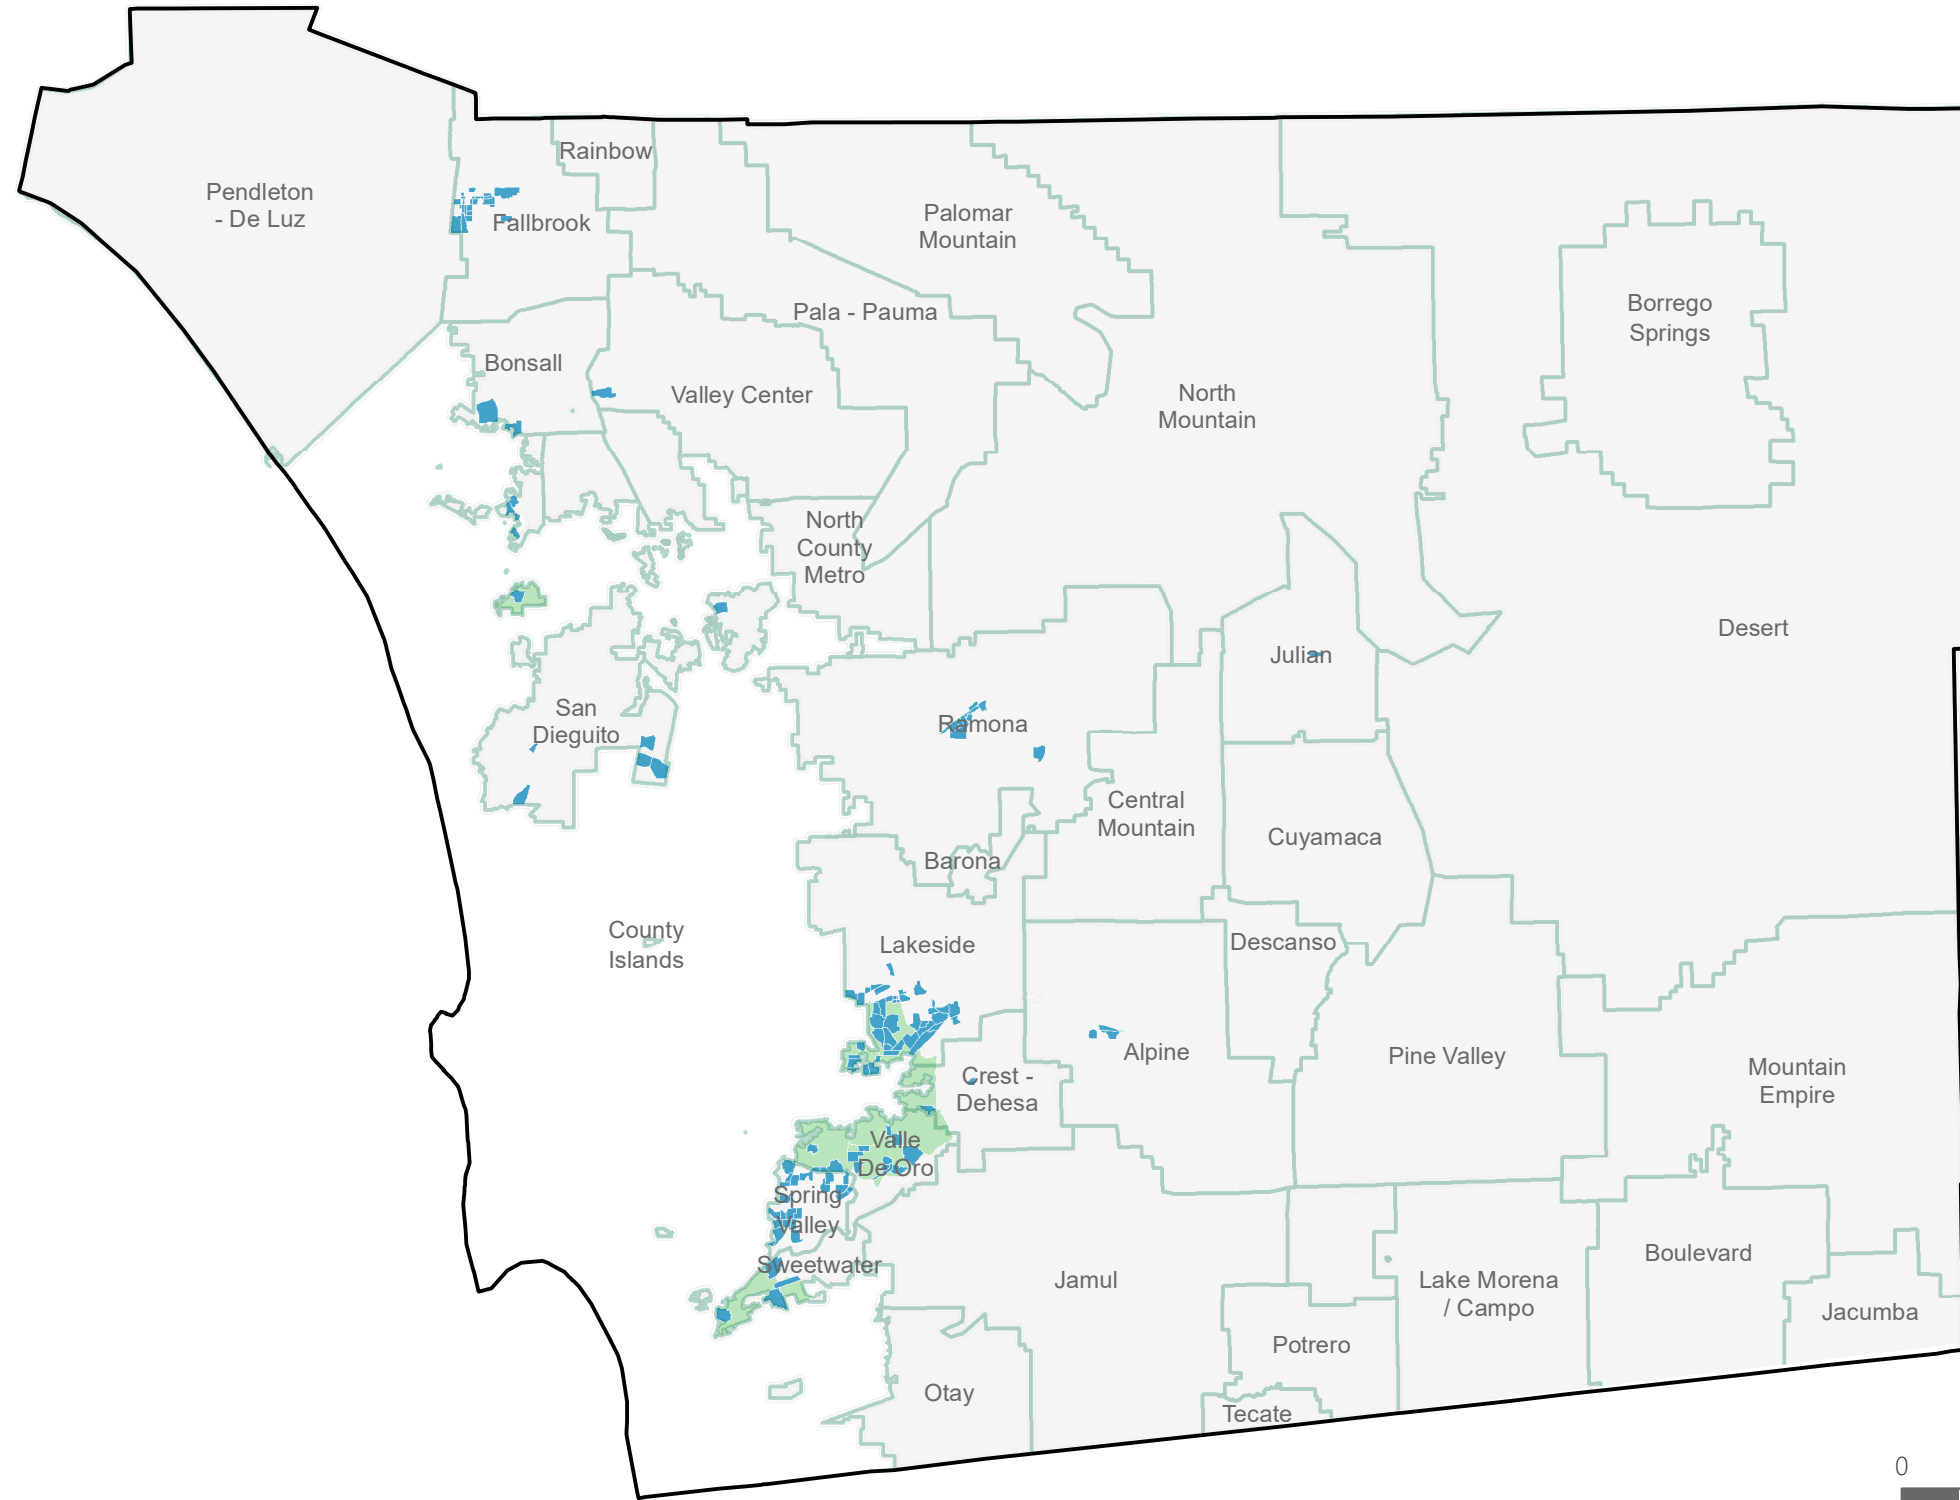 Rainbow
Pendleton
- De Luz
Fallbrook
Palomar
Mountain
Pala - Pauma
Borrego
Springs
Bonsall
Valley Center
North
Mountain
North
County
Metro
Desert
Julian
San
Dieguito
Ramona
Central
Mountain
Cuyamaca
Barona
County
Islands
Lakeside
Descanso
Alpine
Pine Valley
Mountain
Empire
Crest -
Dehesa
Valle
De Oro
Spring
Valley
Sweetwater
Jamul
Lake Morena
/ Campo
Boulevard
Jacumba
Potrero
Otay
Tecate
0